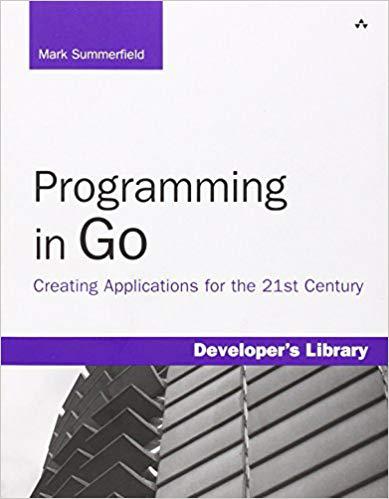 Mark Summerfield
Programming
in Go
Creating Applications for the 21st Century
Developer's Library